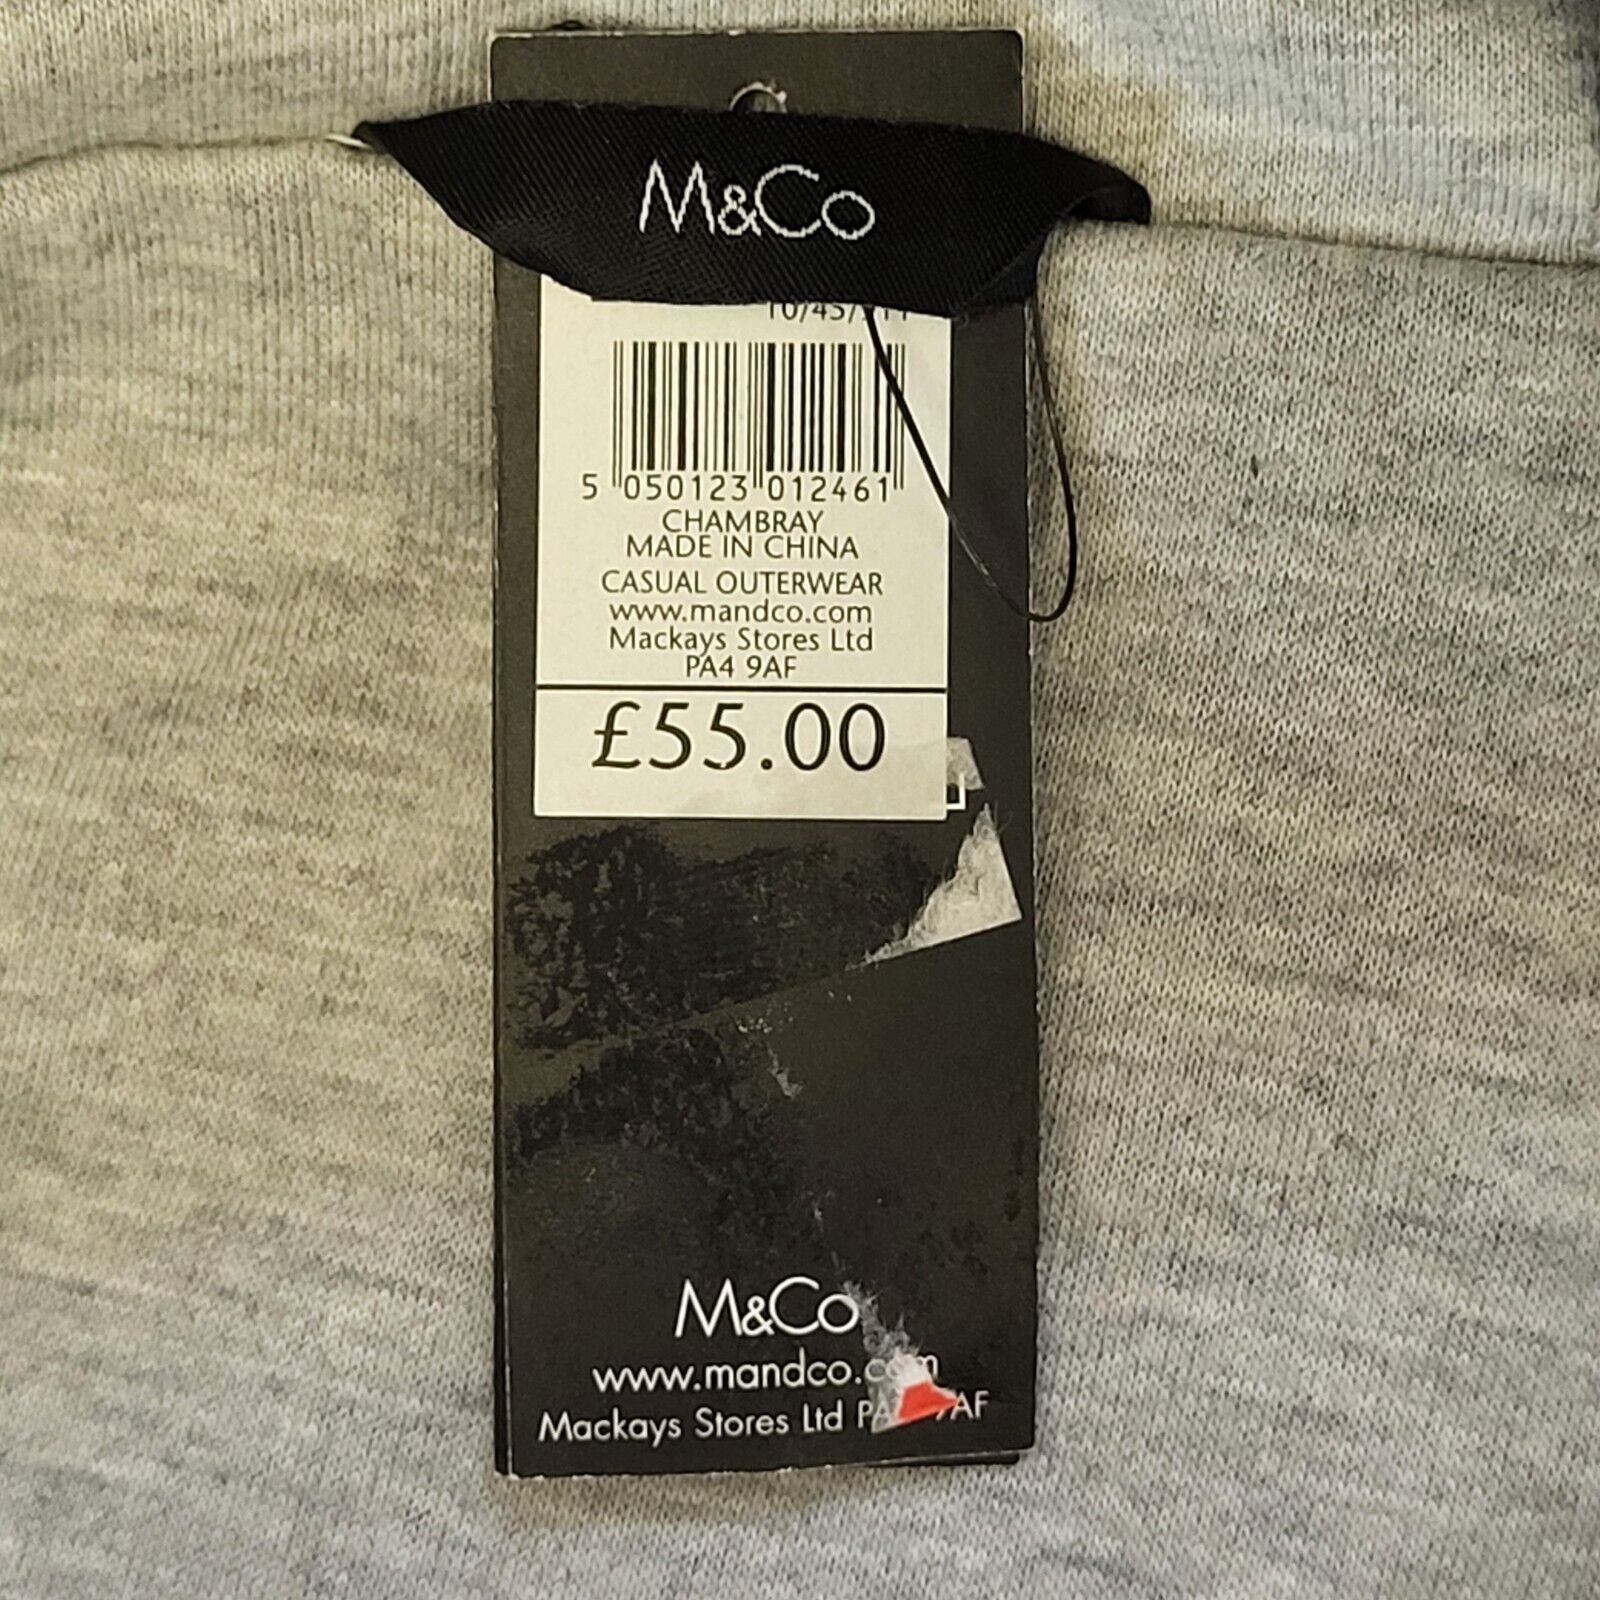 M&Co
5 050123 012461
CHAMBRAY
MADE IN CHINA
CASUAL OUTERWEAR
www.mandco.com
Mackays Stores Ltd
PA4 9AF
£55.00
M&Co
www.mandco.com
Mackays Stores Ltd